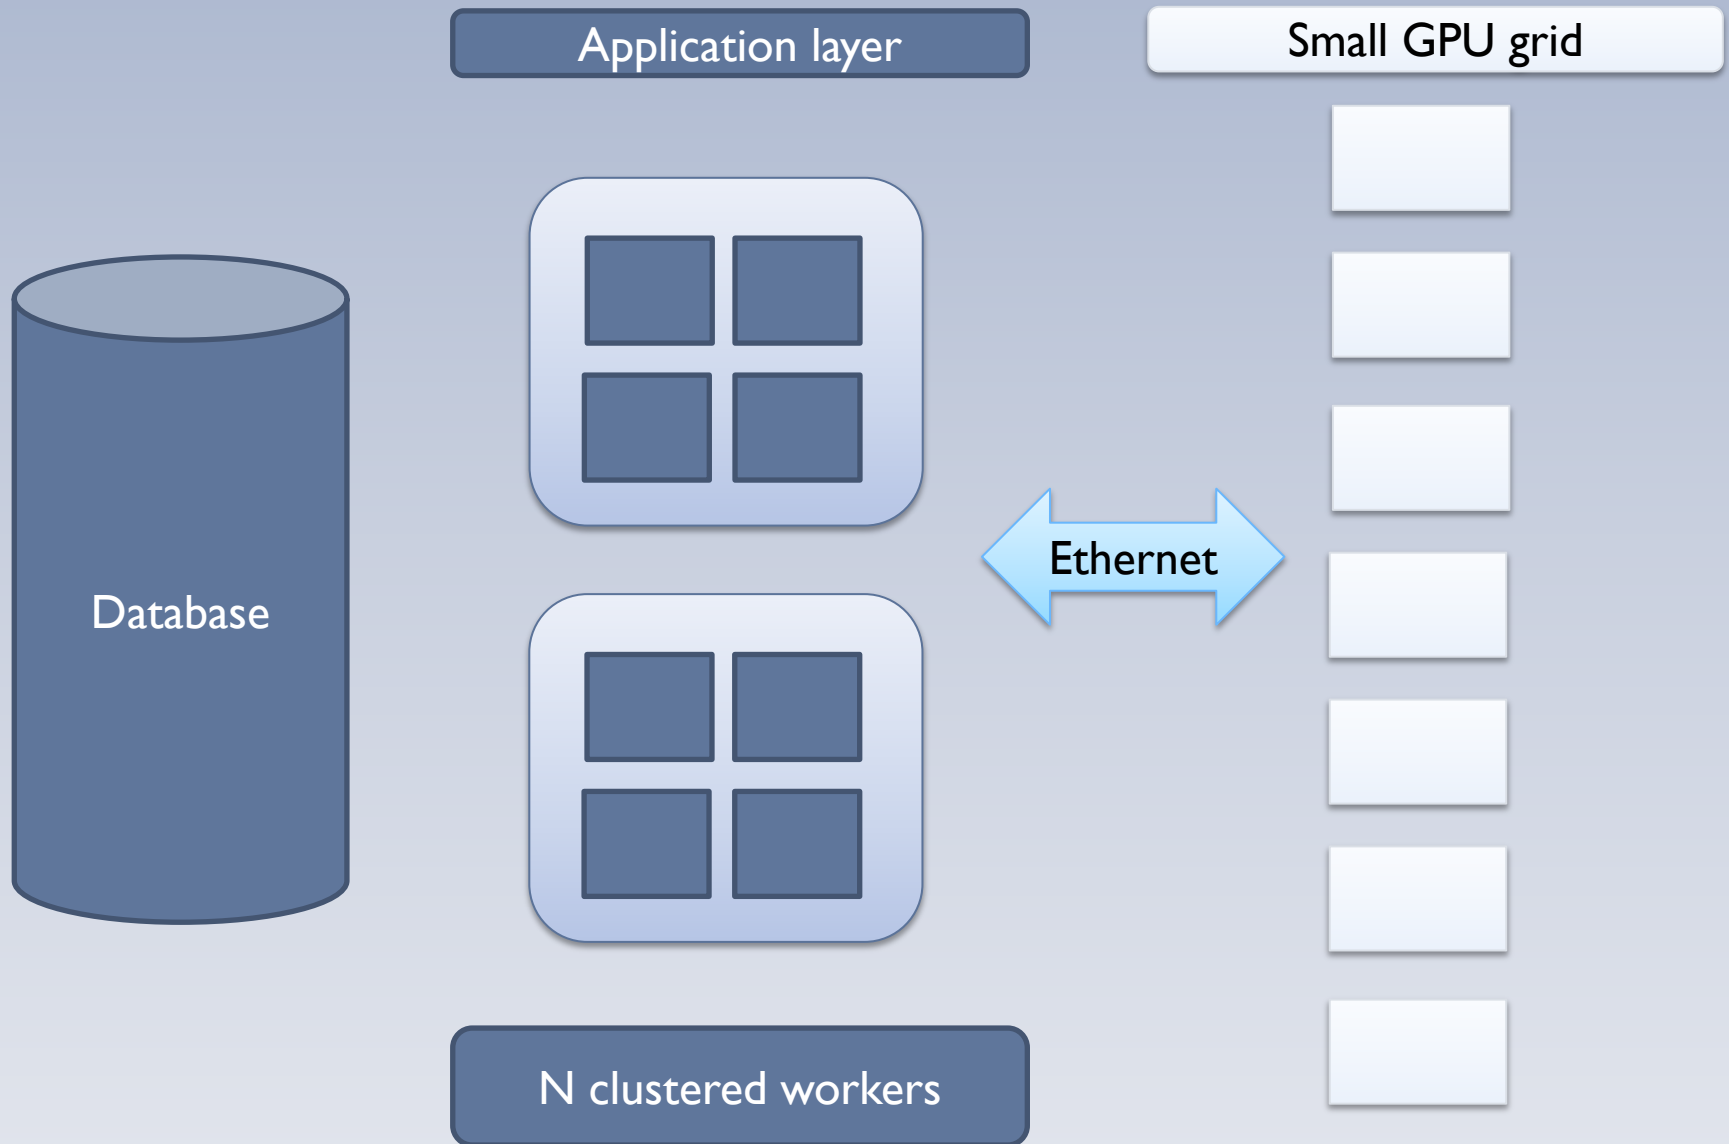 Application layer
Small GPU grid
Database
Ethernet
N clustered workers